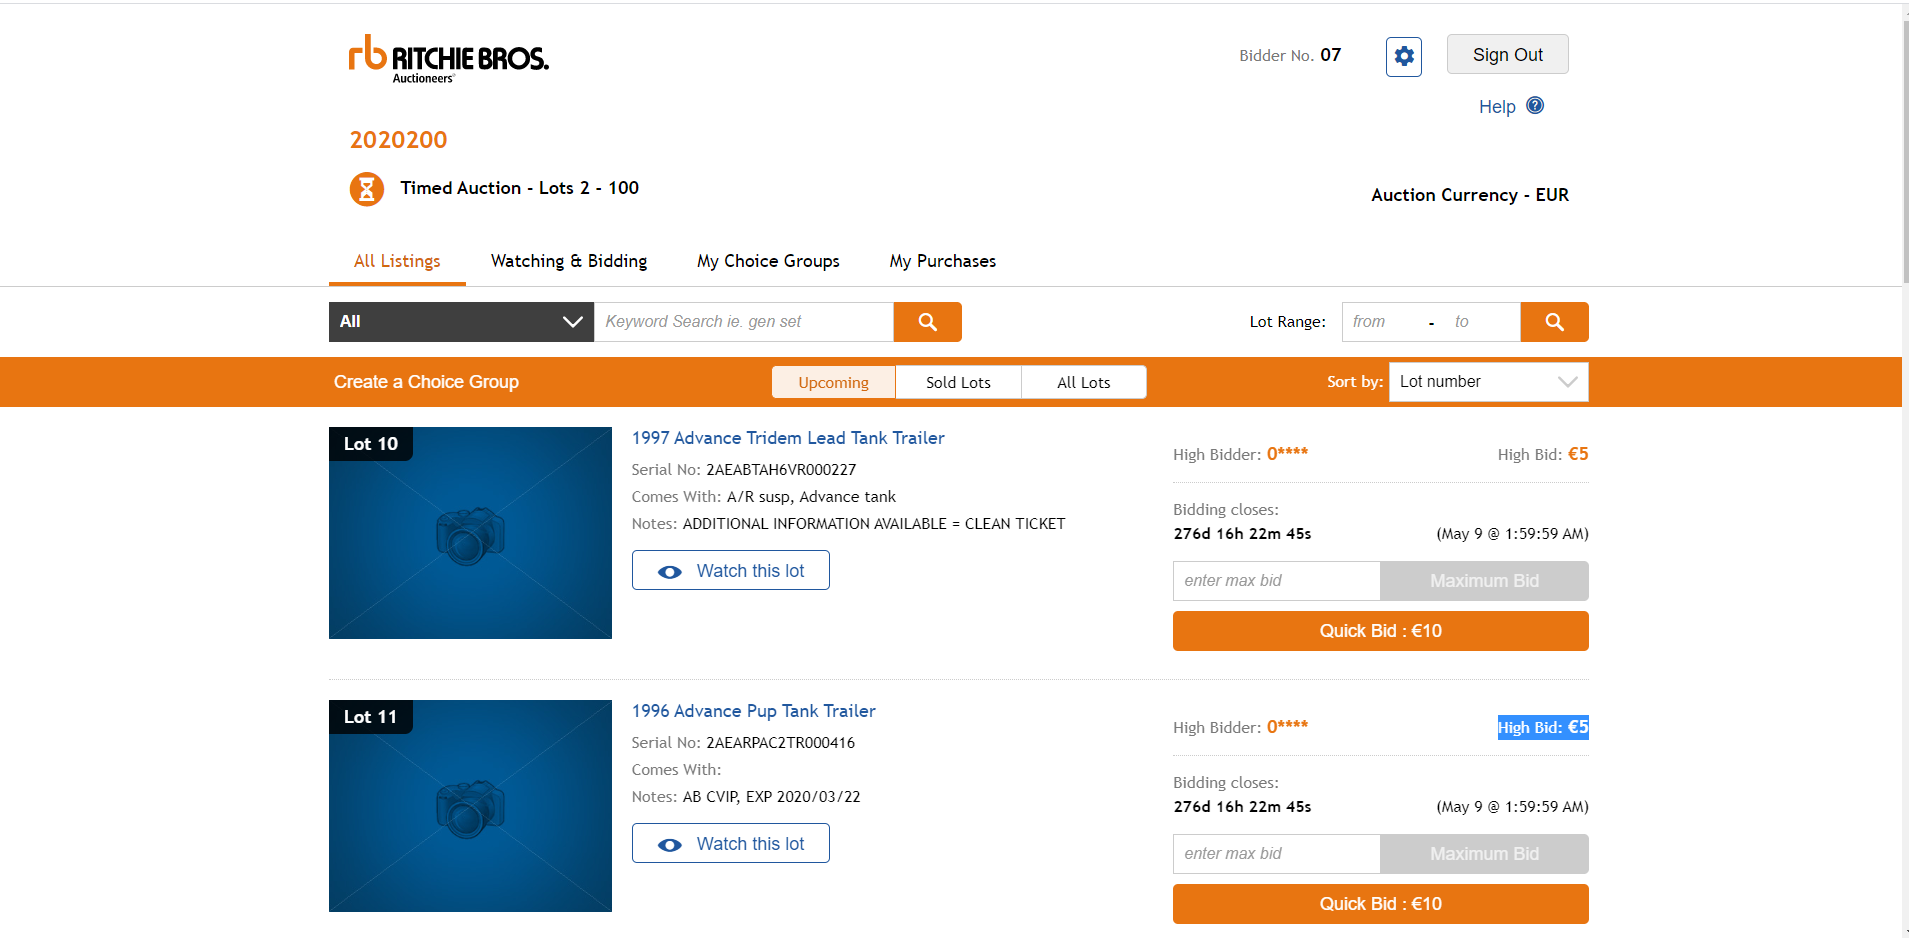 rb RITCHIE BROS.
Auctioneers®
Bidder No. 07
Sign Out
Help ?
2020200
Timed Auction - Lots 2 - 100
Auction Currency - EUR
All Listings Watching & Bidding My Choice Groups My Purchases
All Keyword Search ie. gen set Lot Range: from - to
Create a Choice Group Upcoming Sold Lots All Lots Sort by: Lot number
Lot 10
1997 Advance Tridem Lead Tank Trailer
Serial No: 2AEABTAH6VR000227
Comes With: A/R susp, Advance tank
Notes: ADDITIONAL INFORMATION AVAILABLE = CLEAN TICKET
Watch this lot
High Bidder: 0**** High Bid: €5
Bidding closes:
276d 16h 22m 45s (May 9 @ 1:59:59 AM)
enter max bid Maximum Bid
Quick Bid : €10
Lot 11
1996 Advance Pup Tank Trailer
Serial No: 2AEARPAC2TR000416
Comes With:
Notes: AB CVIP, EXP 2020/03/22
Watch this lot
High Bidder: 0**** High Bid: €5
Bidding closes:
276d 16h 22m 45s (May 9 @ 1:59:59 AM)
enter max bid Maximum Bid
Quick Bid : €10